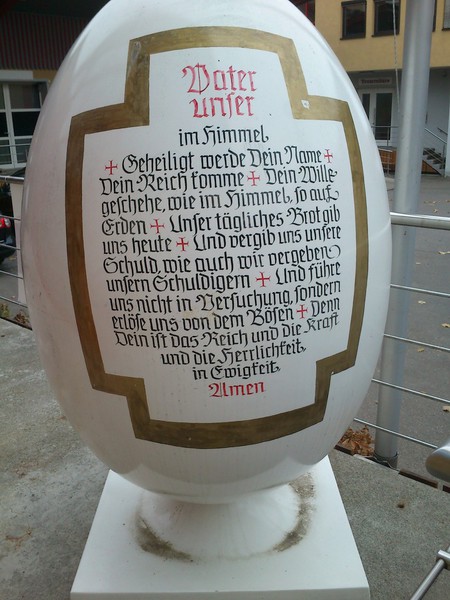 Vater
unser
im Himmel
+ Geheiligt werde Dein Name +
Dein Reich komme + Dein Wille
geschehe, wie im Himmel, so auf
Erden + Unser tägliches Brot gib
uns heute + Und vergib uns unsere
Schuld, wie auch wir vergeben
unsern Schuldigern + Und führe
uns nicht in Versuchung, sondern
erlöse uns von dem Bösen + Denn
Dein ist das Reich und die Kraft
und die Herrlichkeit
in Ewigkeit
Amen